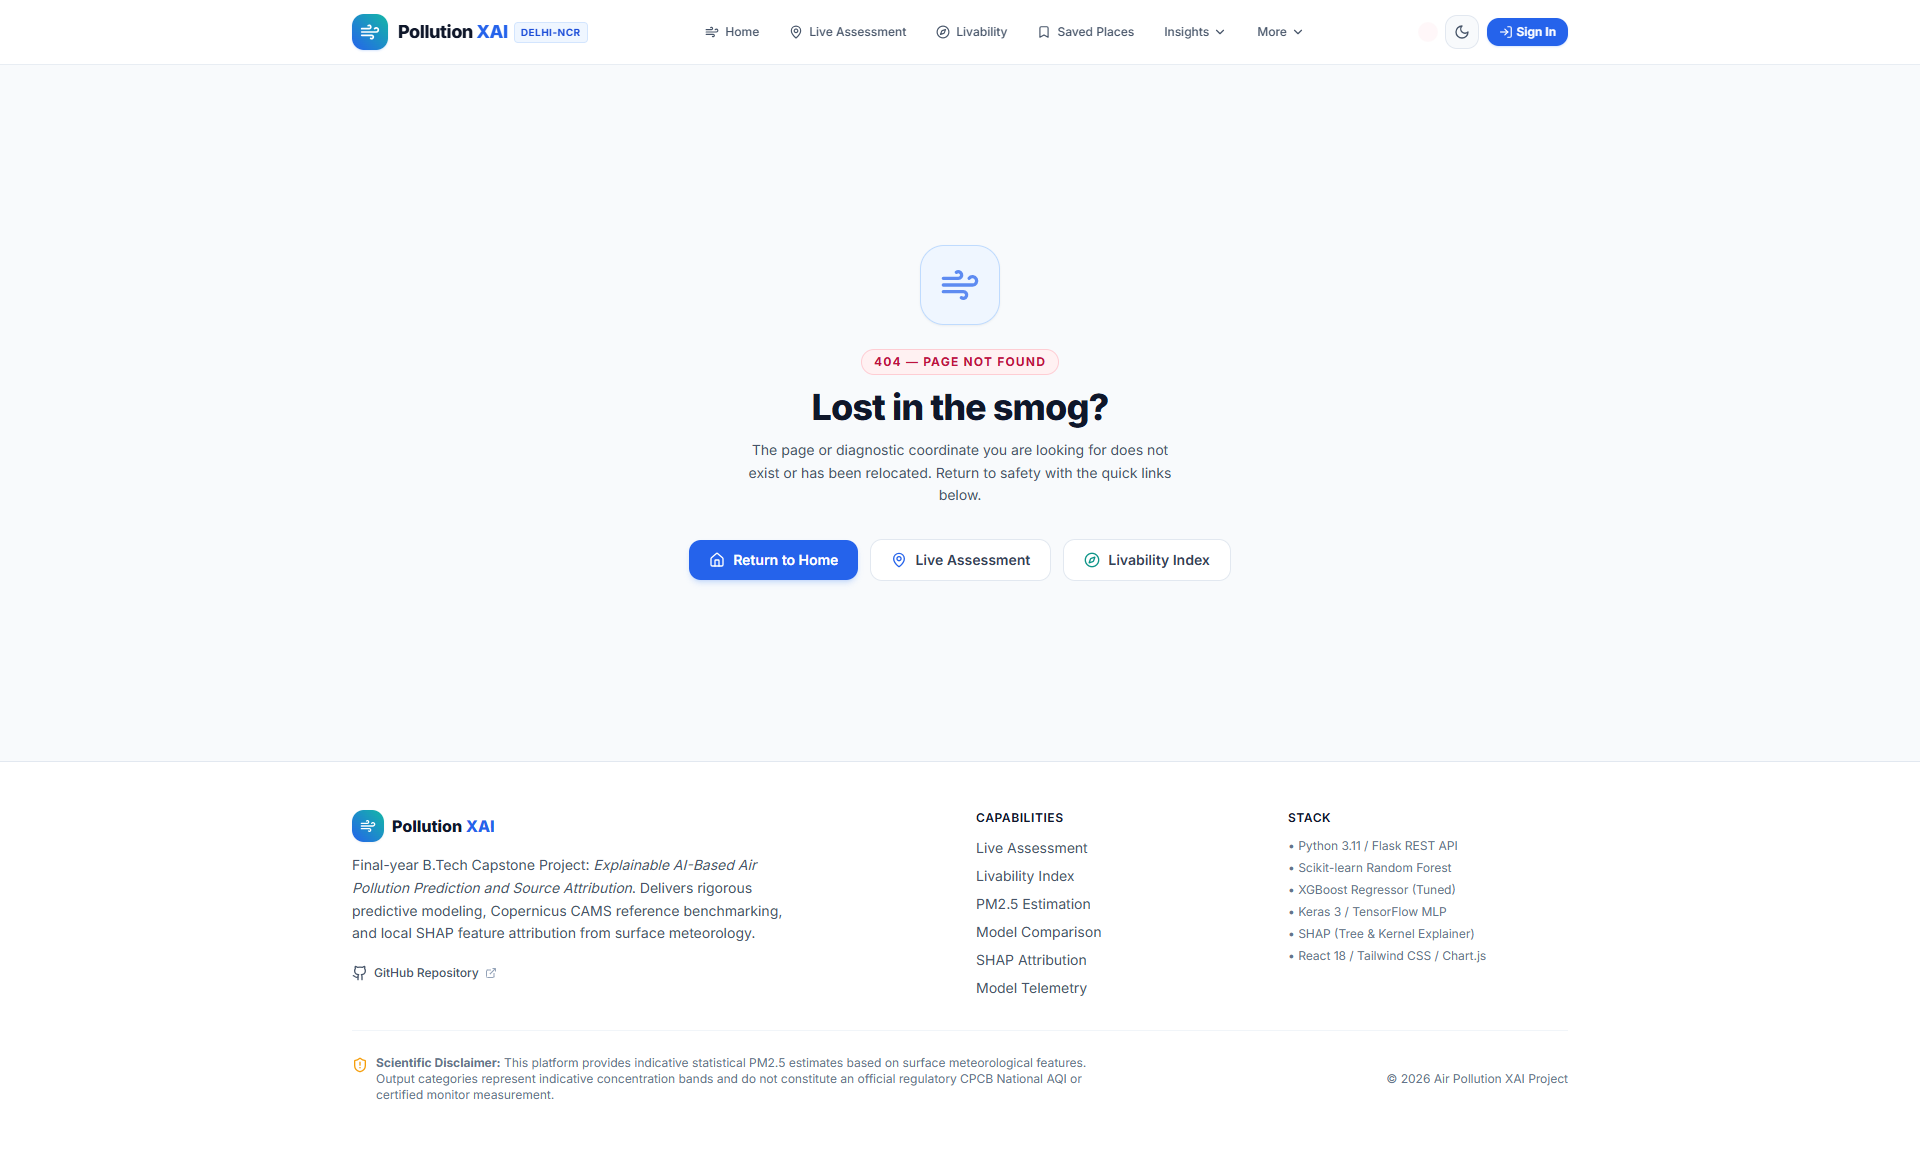 Pollution XAI DELHI-NCR Home Live Assessment Livability Saved Places Insights More Sign In
404 — PAGE NOT FOUND
Lost in the smog?
The page or diagnostic coordinate you are looking for does not
exist or has been relocated. Return to safety with the quick links
below.
Return to Home Live Assessment Livability Index
Pollution XAI
Final-year B.Tech Capstone Project: Explainable AI-Based Air
Pollution Prediction and Source Attribution. Delivers rigorous
predictive modeling, Copernicus CAMS reference benchmarking,
and local SHAP feature attribution from surface meteorology.
GitHub Repository
CAPABILITIES
Live Assessment
Livability Index
PM2.5 Estimation
Model Comparison
SHAP Attribution
Model Telemetry
STACK
• Python 3.11 / Flask REST API
• Scikit-learn Random Forest
• XGBoost Regressor (Tuned)
• Keras 3 / TensorFlow MLP
• SHAP (Tree & Kernel Explainer)
• React 18 / Tailwind CSS / Chart.js
Scientific Disclaimer: This platform provides indicative statistical PM2.5 estimates based on surface meteorological features.
Output categories represent indicative concentration bands and do not constitute an official regulatory CPCB National AQI or
certified monitor measurement.
© 2026 Air Pollution XAI Project